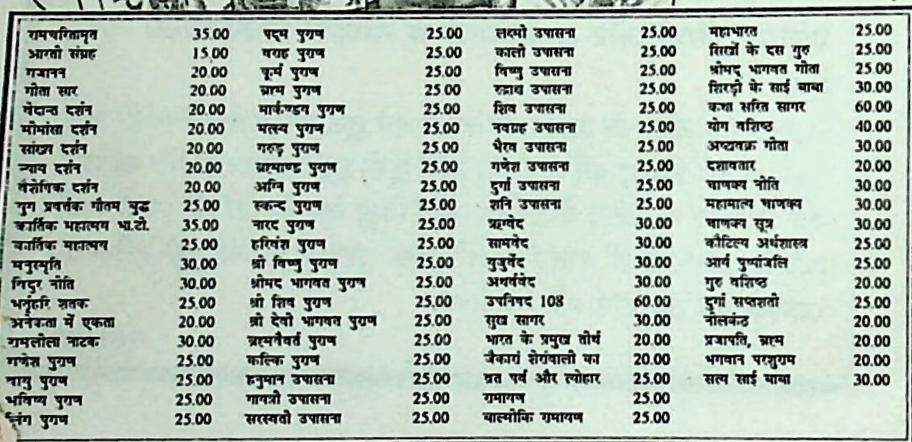 रामचरितामृत 35.00
आरती संग्रह 15.00
गजानन 20.00
गीता सार 20.00
वेदान्त दर्शन 20.00
मीमांसा दर्शन 20.00
सांख्य दर्शन 20.00
न्याय दर्शन 20.00
वैशेषिक दर्शन 20.00
युग प्रवर्तक गौतम बुद्ध 25.00
कार्तिक महात्मय भा.टी. 35.00
कार्तिक महात्मय 25.00
मनुस्मृति 30.00
विदुर नीति 30.00
भर्तृहरि शतक 25.00
अनेकता में एकता 20.00
रामलीला नाटक 30.00
गणेश पुराण 25.00
वायु पुराण 25.00
भविष्य पुराण 25.00
लिंग पुराण 25.00
पद्म पुराण 25.00
वराह पुराण 25.00
कूर्म पुराण 25.00
ब्रह्म पुराण 25.00
मार्कण्डेय पुराण 25.00
मत्स्य पुराण 25.00
गरुड़ पुराण 25.00
ब्रह्माण्ड पुराण 25.00
अग्नि पुराण 25.00
स्कन्द पुराण 25.00
नारद पुराण 25.00
हरिवंश पुराण 25.00
श्री विष्णु पुराण 25.00
श्रीमद भागवत पुराण 25.00
श्री शिव पुराण 25.00
श्री देवी भागवत पुराण 25.00
ब्रह्मवैवर्त पुराण 25.00
कल्कि पुराण 25.00
हनुमान उपासना 25.00
गायत्री उपासना 25.00
सरस्वती उपासना 25.00
लक्ष्मी उपासना 25.00
काली उपासना 25.00
विष्णु उपासना 25.00
रुद्राक्ष उपासना 25.00
शिव उपासना 25.00
नवग्रह उपासना 25.00
भैरव उपासना 25.00
गणेश उपासना 25.00
दुर्गा उपासना 25.00
शनि उपासना 25.00
ऋग्वेद 30.00
सामवेद 30.00
युजुर्वेद 30.00
अथर्ववेद 30.00
उपनिषद 108 60.00
सुख सागर 30.00
भारत के प्रमुख तीर्थ 20.00
जैकारा शेरांवाली का 20.00
व्रत पर्व और त्योहार 25.00
रामायण 25.00
बाल्मीकि रामायण 25.00
महाभारत 25.00
सिखों के दस गुरु 25.00
श्रीमद् भागवत गीता 25.00
शिरड़ी के साई बाबा 30.00
कथा सरित सागर 60.00
योग वशिष्ठ 40.00
अष्टावक्र गीता 30.00
दशावतार 20.00
चाणक्य नीति 30.00
महामात्य चाणक्य 30.00
चाणक्य सूत्र 30.00
कौटिल्य अर्थशास्त्र 25.00
आर्य पुष्पांजलि 25.00
गुरु वशिष्ठ 20.00
दुर्गा सप्तशती 25.00
नीलकंठ 20.00
प्रजापति, ब्रह्म 20.00
भगवान परशुराम 20.00
सत्य साई बाबा 30.00